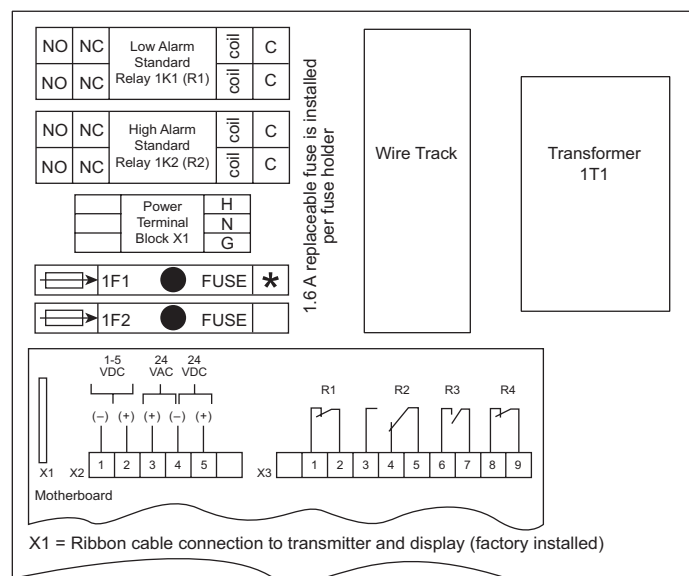 NO NC Low Alarm coil C
Standard
NO NC Relay 1K1 (R1) coil C
NO NC High Alarm coil C
Standard
NO NC Relay 1K2 (R2) coil C
Power H
Terminal N
Block X1 G
1F1 FUSE *
1F2 FUSE
1.6 A replaceable fuse is installed
per fuse holder
Wire Track
Transformer
1T1
1-5 24 24
VDC VAC VDC
R1 R2 R3 R4
(–) (+) (+) (–) (+)
X1 X2 1 2 3 4 5 X3 1 2 3 4 5 6 7 8 9
Motherboard
X1 = Ribbon cable connection to transmitter and display (factory installed)